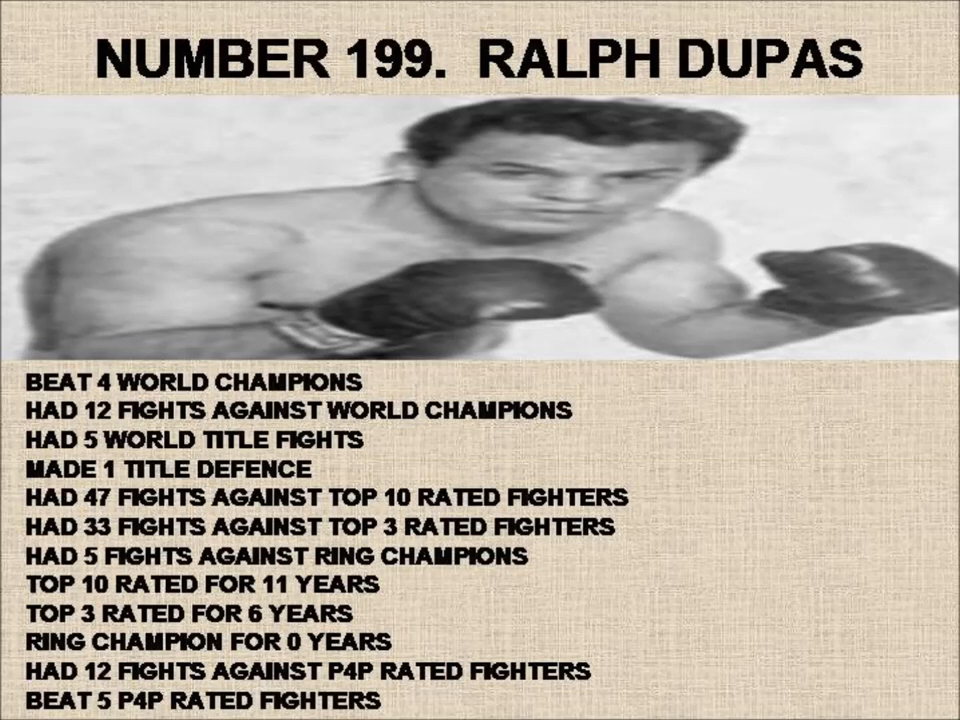 NUMBER 199. RALPH DUPAS
BEAT 4 WORLD CHAMPIONS
HAD 12 FIGHTS AGAINST WORLD CHAMPIONS
HAD 5 WORLD TITLE FIGHTS
MADE 1 TITLE DEFENCE
HAD 47 FIGHTS AGAINST TOP 10 RATED FIGHTERS
HAD 33 FIGHTS AGAINST TOP 3 RATED FIGHTERS
HAD 5 FIGHTS AGAINST RING CHAMPIONS
TOP 10 RATED FOR 11 YEARS
TOP 3 RATED FOR 6 YEARS
RING CHAMPION FOR 0 YEARS
HAD 12 FIGHTS AGAINST P4P RATED FIGHTERS
BEAT 5 P4P RATED FIGHTERS